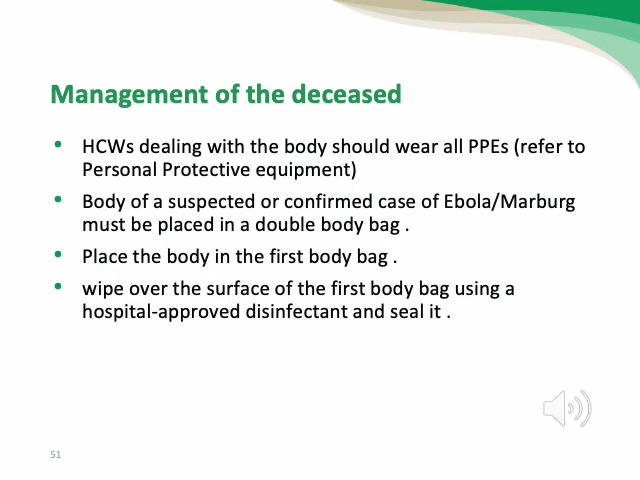 Management of the deceased
• HCWs dealing with the body should wear all PPEs (refer to
Personal Protective equipment)
• Body of a suspected or confirmed case of Ebola/Marburg
must be placed in a double body bag .
• Place the body in the first body bag .
• wipe over the surface of the first body bag using a
hospital-approved disinfectant and seal it .
51